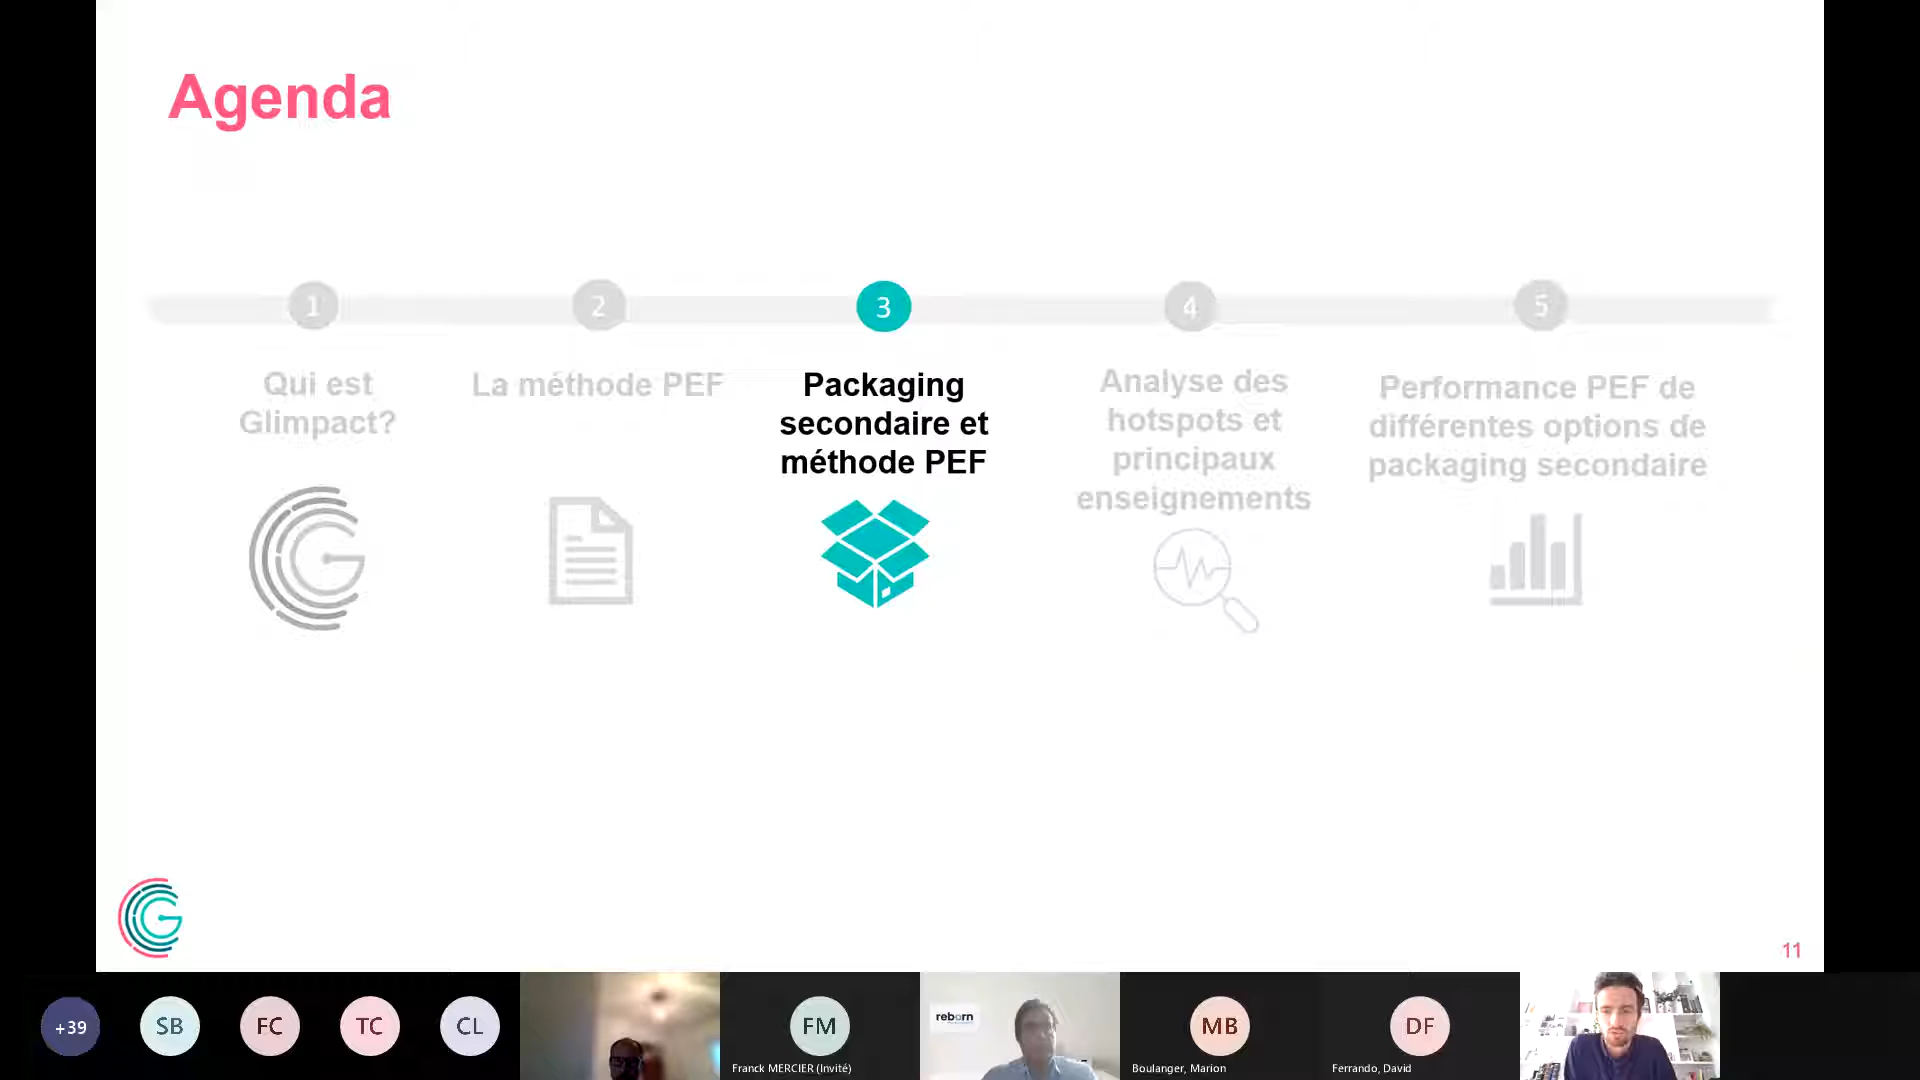 Agenda
1
2
3
4
5
Qui est
Glimpact?
La méthode PEF
Packaging
secondaire et
méthode PEF
Analyse des
hotspots et
principaux
enseignements
Performance PEF de
différentes options de
packaging secondaire
11
+39
SB
FC
TC
CL
FM
Franck MERCIER (Invité)
reborn
MB
Boulanger, Marion
DF
Ferrando, David